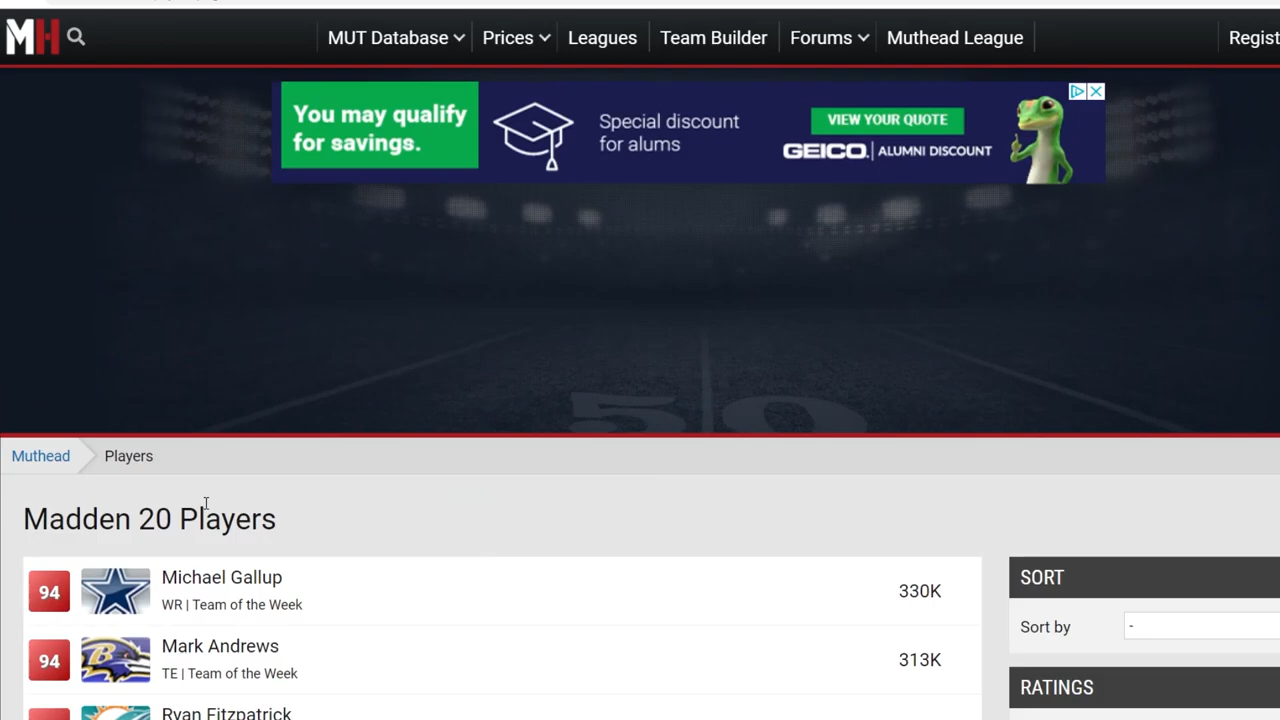 MH
MUT Database Prices Leagues Team Builder Forums Muthead League Regist
You may qualify
for savings.
Special discount
for alums
VIEW YOUR QUOTE
GEICO. | ALUMNI DISCOUNT
50
Muthead Players
Madden 20 Players
94 Michael Gallup 330K
WR | Team of the Week
94 Mark Andrews 313K
TE | Team of the Week
Ryan Fitzpatrick
SORT
Sort by -
RATINGS